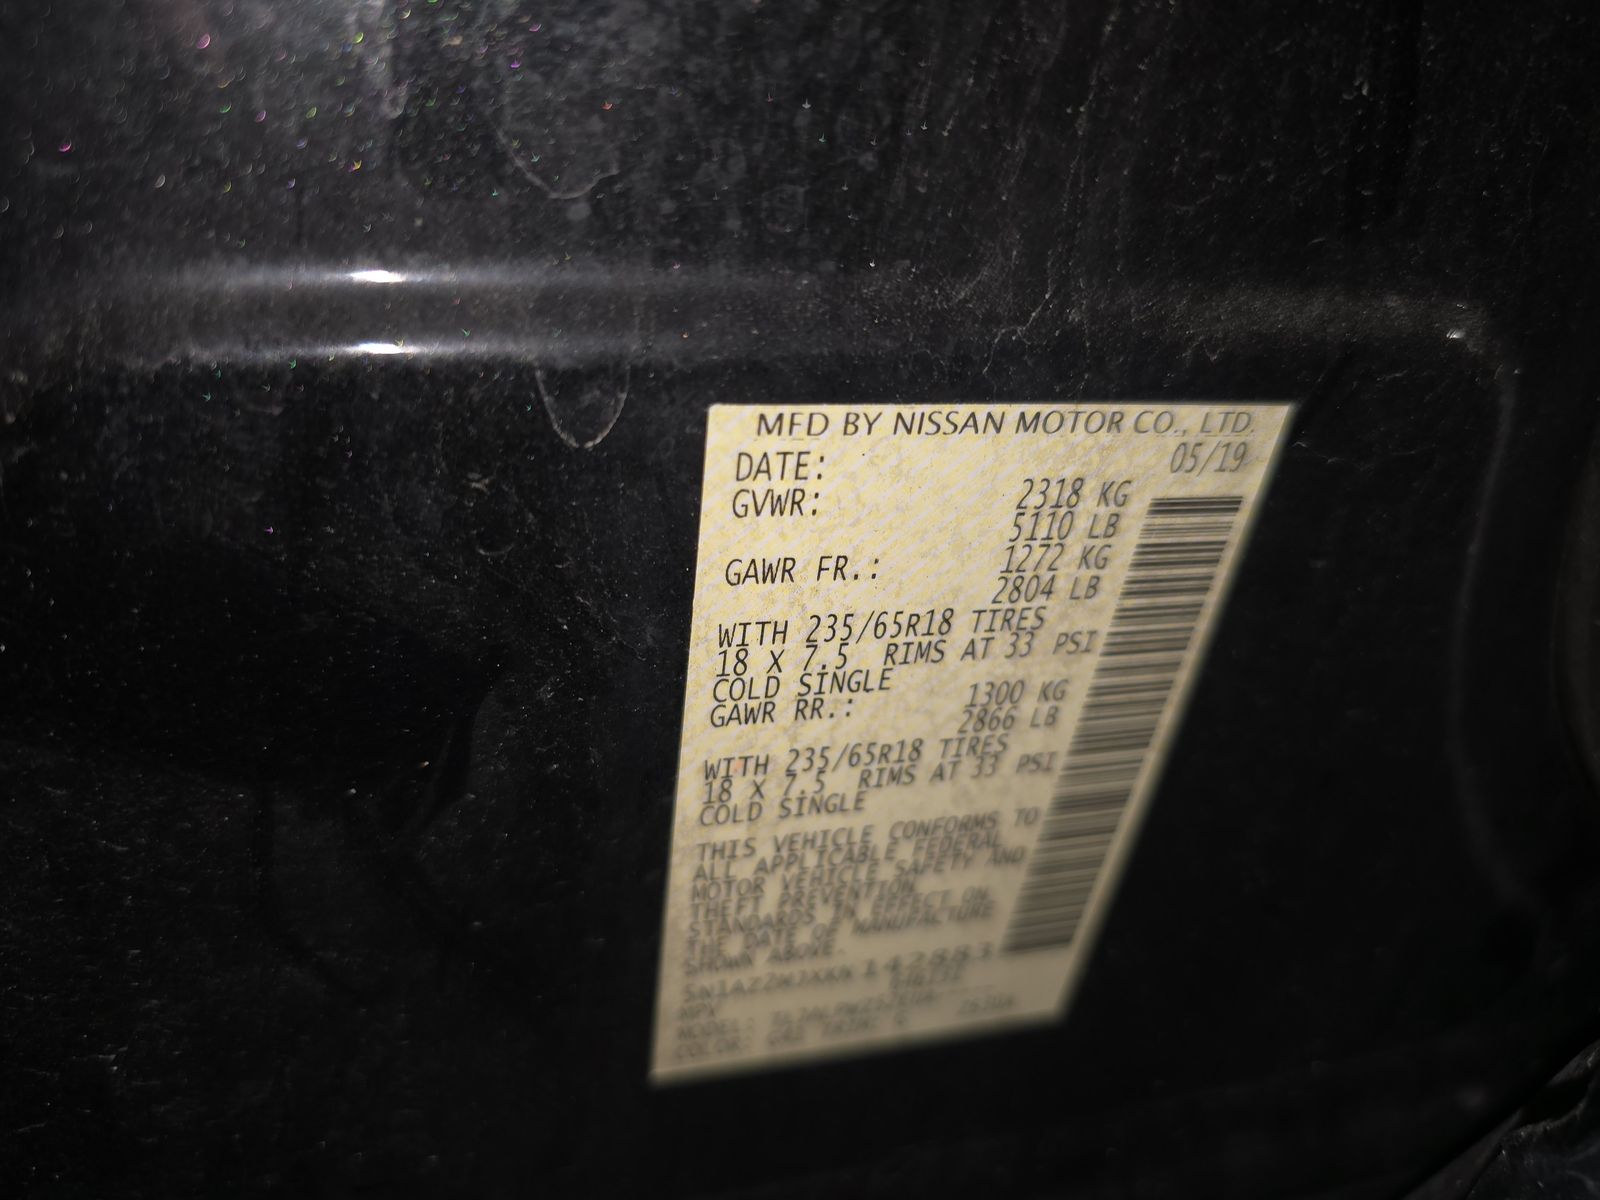 MFD BY NISSAN MOTOR CO., LTD.
DATE: 05/19
GVWR: 2318 KG
5110 LB
GAWR FR.: 1272 KG
2804 LB
WITH 235/65R18 TIRES
18 X 7.5 RIMS AT 33 PSI
COLD SINGLE
GAWR RR.: 1300 KG
2866 LB
WITH 235/65R18 TIRES
18 X 7.5 RIMS AT 33 PSI
COLD SINGLE
THIS VEHICLE CONFORMS TO
ALL APPLICABLE FEDERAL
MOTOR VEHICLE SAFETY AND
THEFT PREVENTION
STANDARDS IN EFFECT ON
THE DATE OF MANUFACTURE
SHOWN ABOVE.
MPV
MODEL:
COLOR: